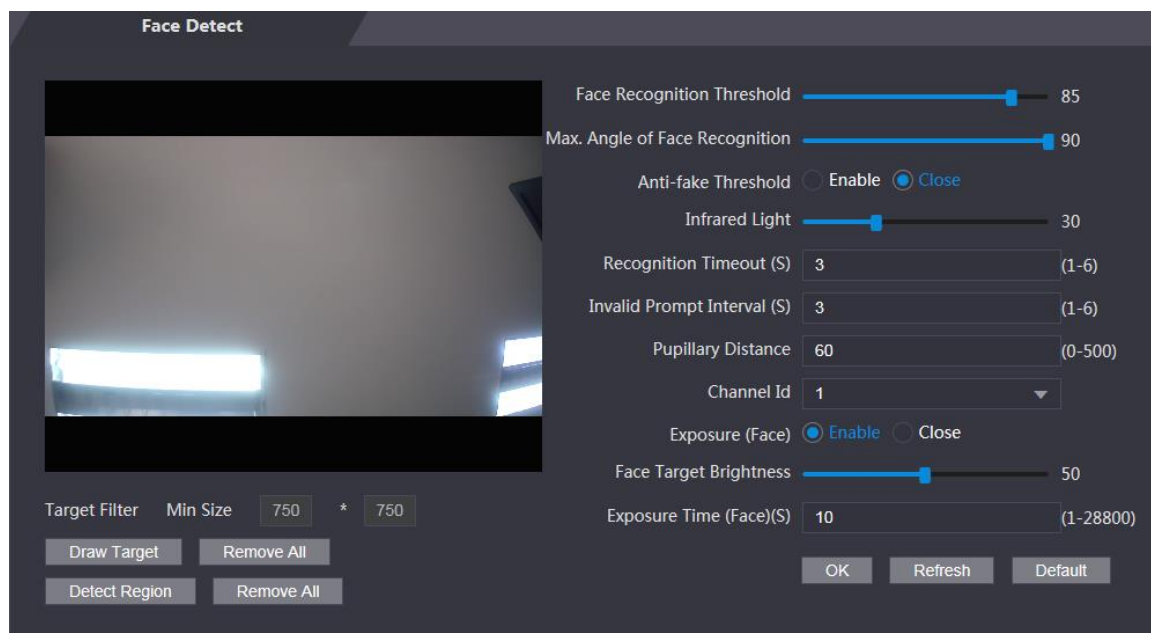 Face Detect
Face Recognition Threshold 85
Max. Angle of Face Recognition 90
Anti-fake Threshold Enable Close
Infrared Light 30
Recognition Timeout (S) 3 (1-6)
Invalid Prompt Interval (S) 3 (1-6)
Pupillary Distance 60 (0-500)
Channel Id 1
Exposure (Face) Enable Close
Face Target Brightness 50
Exposure Time (Face)(S) 10 (1-28800)
OK Refresh Default
Target Filter Min Size 750 * 750
Draw Target Remove All
Detect Region Remove All